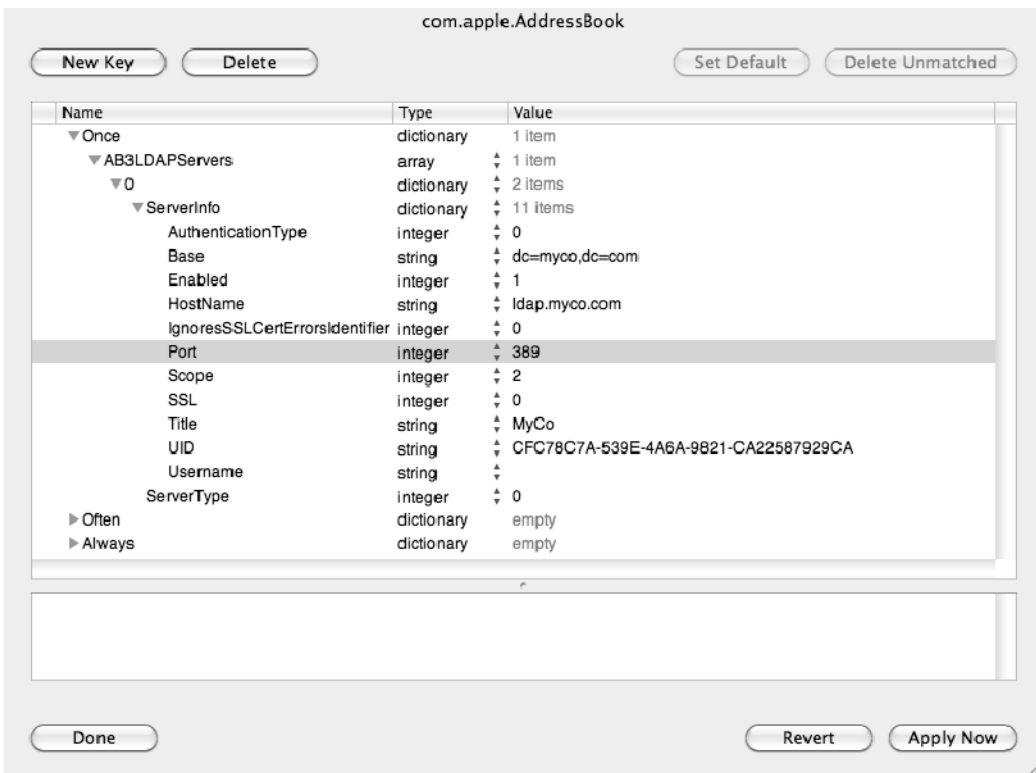 com.apple.AddressBook
New Key Delete Set Default Delete Unmatched
Name Type Value
Once dictionary 1 item
AB3LDAPServers array 1 item
0 dictionary 2 items
ServerInfo dictionary 11 items
AuthenticationType integer 0
Base string dc=myco,dc=com
Enabled integer 1
HostName string ldap.myco.com
IgnoresSSLCertErrorsIdentifier integer 0
Port integer 389
Scope integer 2
SSL integer 0
Title string MyCo
UID string CFC78C7A-539E-4A6A-9821-CA22587929CA
Username string
ServerType integer 0
Often dictionary empty
Always dictionary empty
Done Revert Apply Now